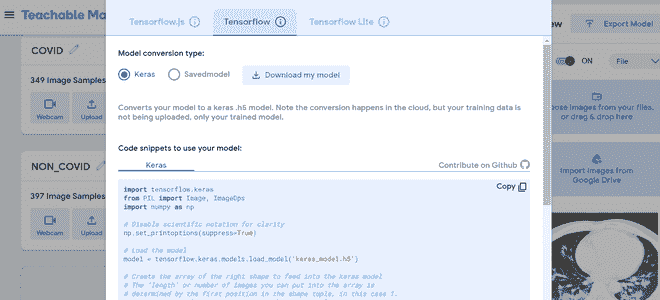 Teachable Ma
Tensorflow.js
Tensorflow
Tensorflow Lite
ew
Export Model
COVID
349 Image Samples
Webcam
Upload
NON_COVID
397 Image Samples
Webcam
Upload
Model conversion type:
Keras
Savedmodel
Download my model
Converts your model to a keras .h5 model. Note the conversion happens in the cloud, but your training data is
not being uploaded, only your trained model.
Code snippets to use your model:
Keras
Contribute on Github
Copy
import tensorflow.keras
from PIL import Image, ImageOps
import numpy as np
# Disable scientific notation for clarity
np.set_printoptions(suppress=True)
# Load the model
model = tensorflow.keras.models.load_model('keras_model.h5')
# Create the array of the right shape to feed into the keras model
# The 'length' or number of images you can put into the array is
# determined by the first position in the shape tuple, in this case 1.
ON
File
ose images from your files,
or drag & drop here
Import images from
Google Drive